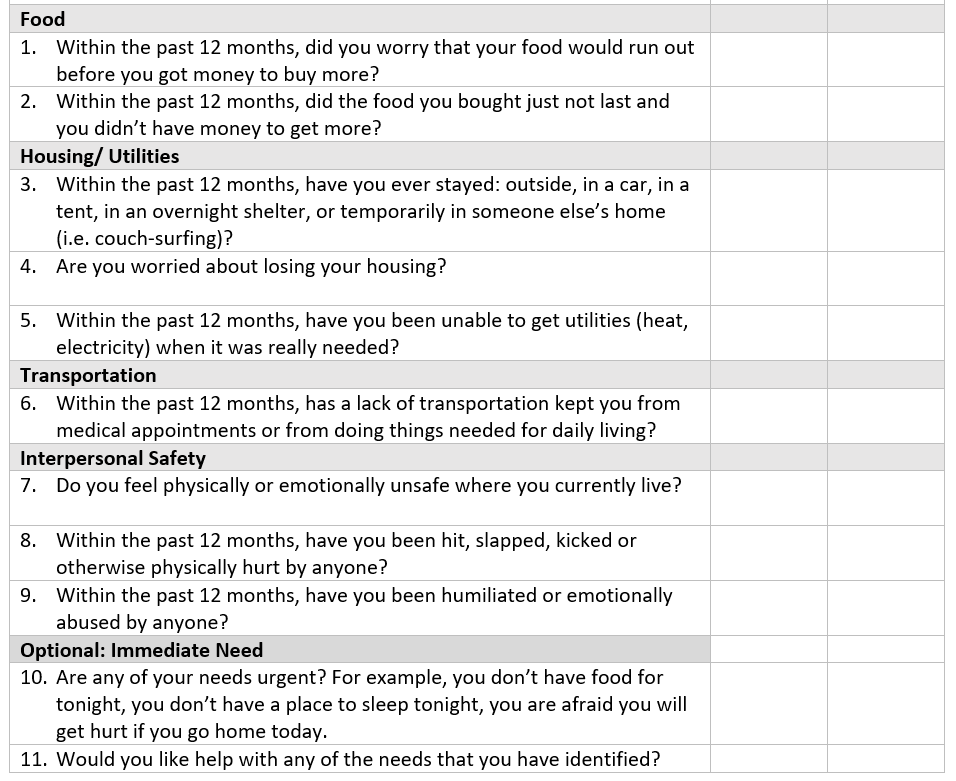 Food
1. Within the past 12 months, did you worry that your food would run out
before you got money to buy more?
2. Within the past 12 months, did the food you bought just not last and
you didn’t have money to get more?
Housing/ Utilities
3. Within the past 12 months, have you ever stayed: outside, in a car, in a
tent, in an overnight shelter, or temporarily in someone else’s home
(i.e. couch-surfing)?
4. Are you worried about losing your housing?
5. Within the past 12 months, have you been unable to get utilities (heat,
electricity) when it was really needed?
Transportation
6. Within the past 12 months, has a lack of transportation kept you from
medical appointments or from doing things needed for daily living?
Interpersonal Safety
7. Do you feel physically or emotionally unsafe where you currently live?
8. Within the past 12 months, have you been hit, slapped, kicked or
otherwise physically hurt by anyone?
9. Within the past 12 months, have you been humiliated or emotionally
abused by anyone?
Optional: Immediate Need
10. Are any of your needs urgent? For example, you don’t have food for
tonight, you don’t have a place to sleep tonight, you are afraid you will
get hurt if you go home today.
11. Would you like help with any of the needs that you have identified?